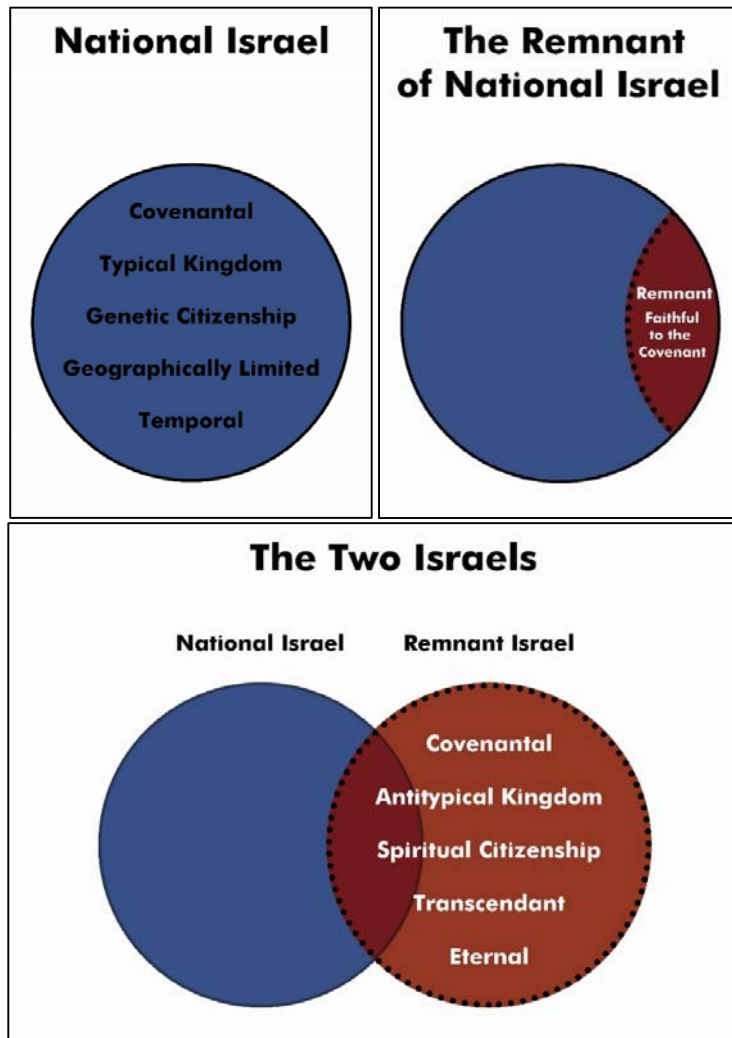 National Israel
Covenantal
Typical Kingdom
Genetic Citizenship
Geographically Limited
Temporal
The Remnant
of National Israel
Remnant
Faithful
to the
Covenant
The Two Israels
National Israel
Remnant Israel
Covenantal
Antitypical Kingdom
Spiritual Citizenship
Transcendant
Eternal